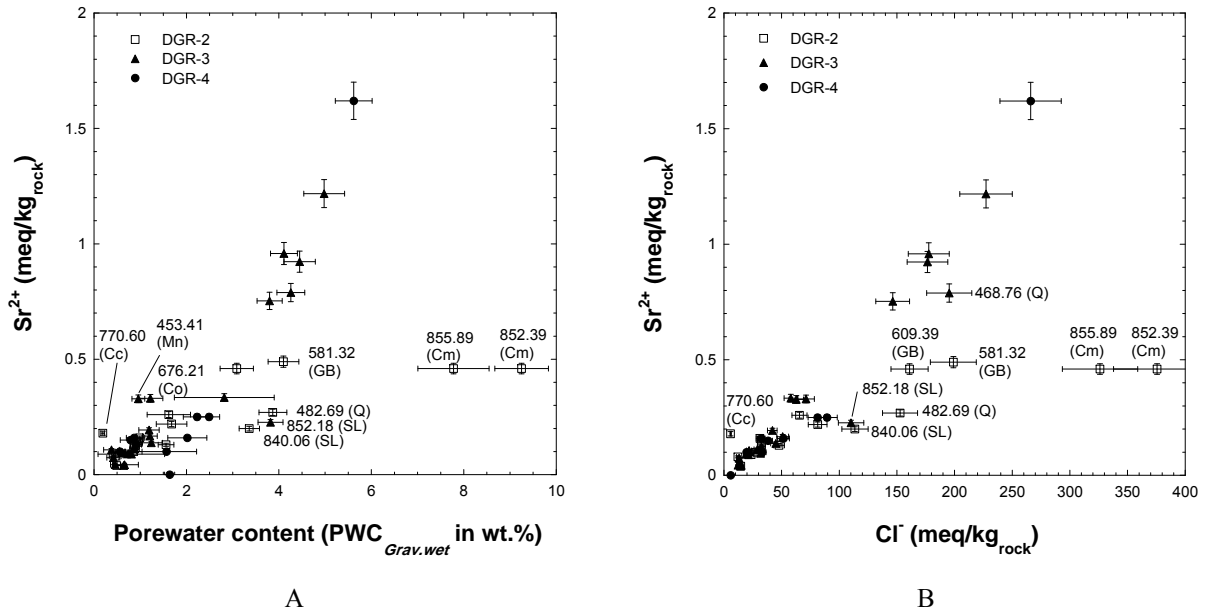 2
1.5
1
0.5
0
Sr2+ (meq/kgrock)
DGR-2
DGR-3
DGR-4
770.60
(Cc)
453.41
(Mn)
676.21
(Co)
581.32
(GB)
855.89
(Cm)
852.39
(Cm)
482.69 (Q)
852.18 (SL)
840.06 (SL)
0 2 4 6 8 10
Porewater content (PWCGrav.wet in wt.%)
A
2
1.5
1
0.5
0
Sr2+ (meq/kgrock)
DGR-2
DGR-3
DGR-4
468.76 (Q)
609.39
(GB)
581.32
(GB)
855.89
(Cm)
852.39
(Cm)
852.18 (SL)
770.60
(Cc)
482.69 (Q)
840.06 (SL)
0 50 100 150 200 250 300 350 400
Cl- (meq/kgrock)
B